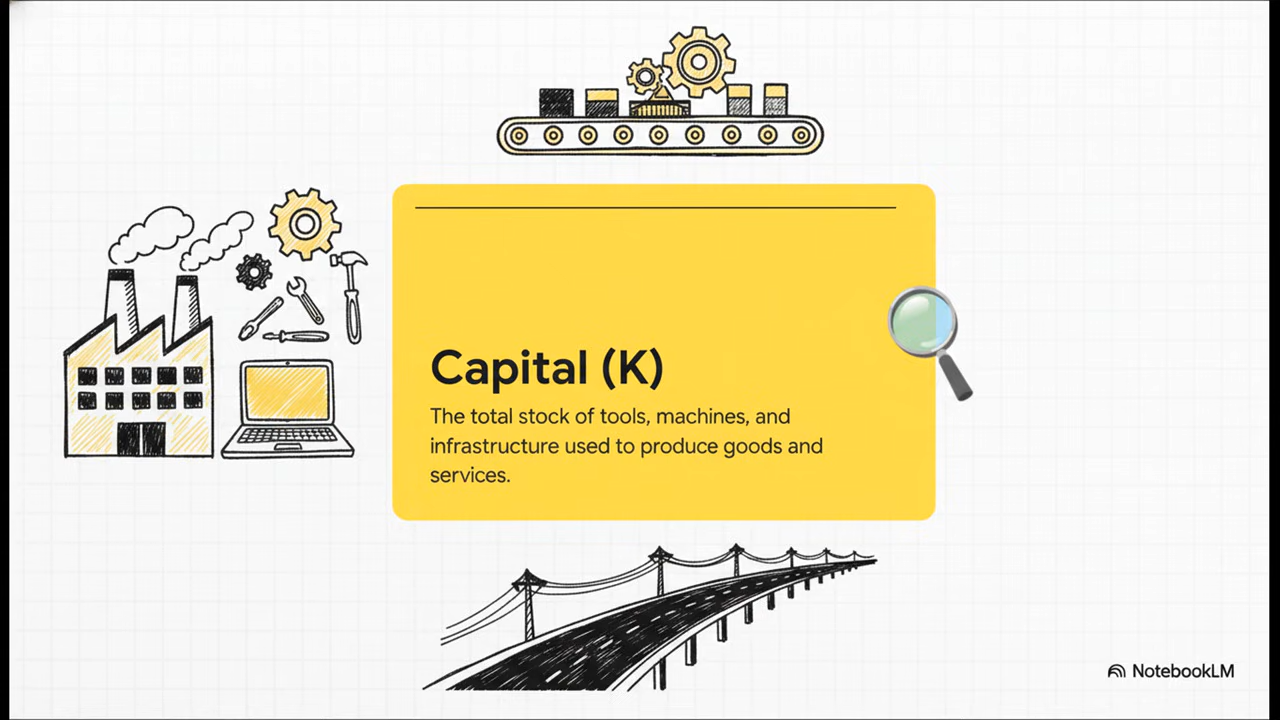 Capital (K)
The total stock of tools, machines, and
infrastructure used to produce goods and
services.
NotebookLM